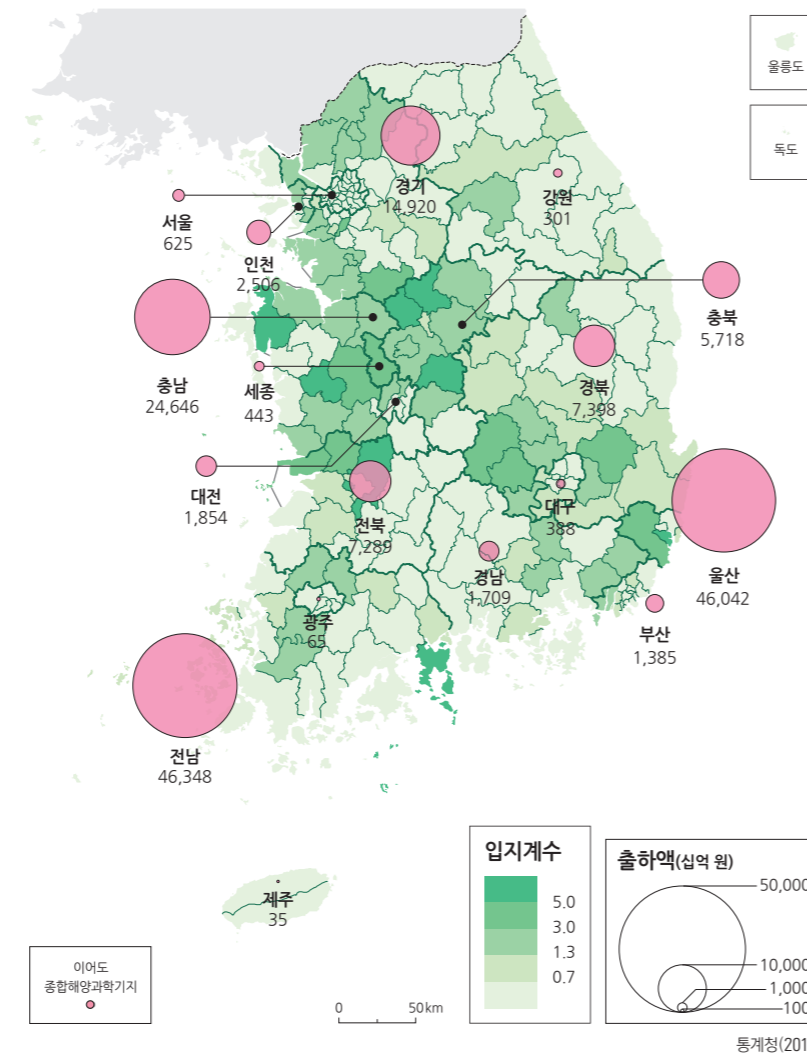 울릉도
독도
경기
14,920
강원
301
서울
625
인천
2,506
충북
5,718
충남
24,646
세종
443
경북
7,398
대전
1,854
전북
7,289
대구
388
울산
46,042
경남
1,709
부산
1,385
광주
65
전남
46,348
제주
35
이어도
종합해양과학기지
0 50km
입지계수
5.0
3.0
1.3
0.7
출하액(십억 원)
50,000
10,000
1,000
100
통계청(201